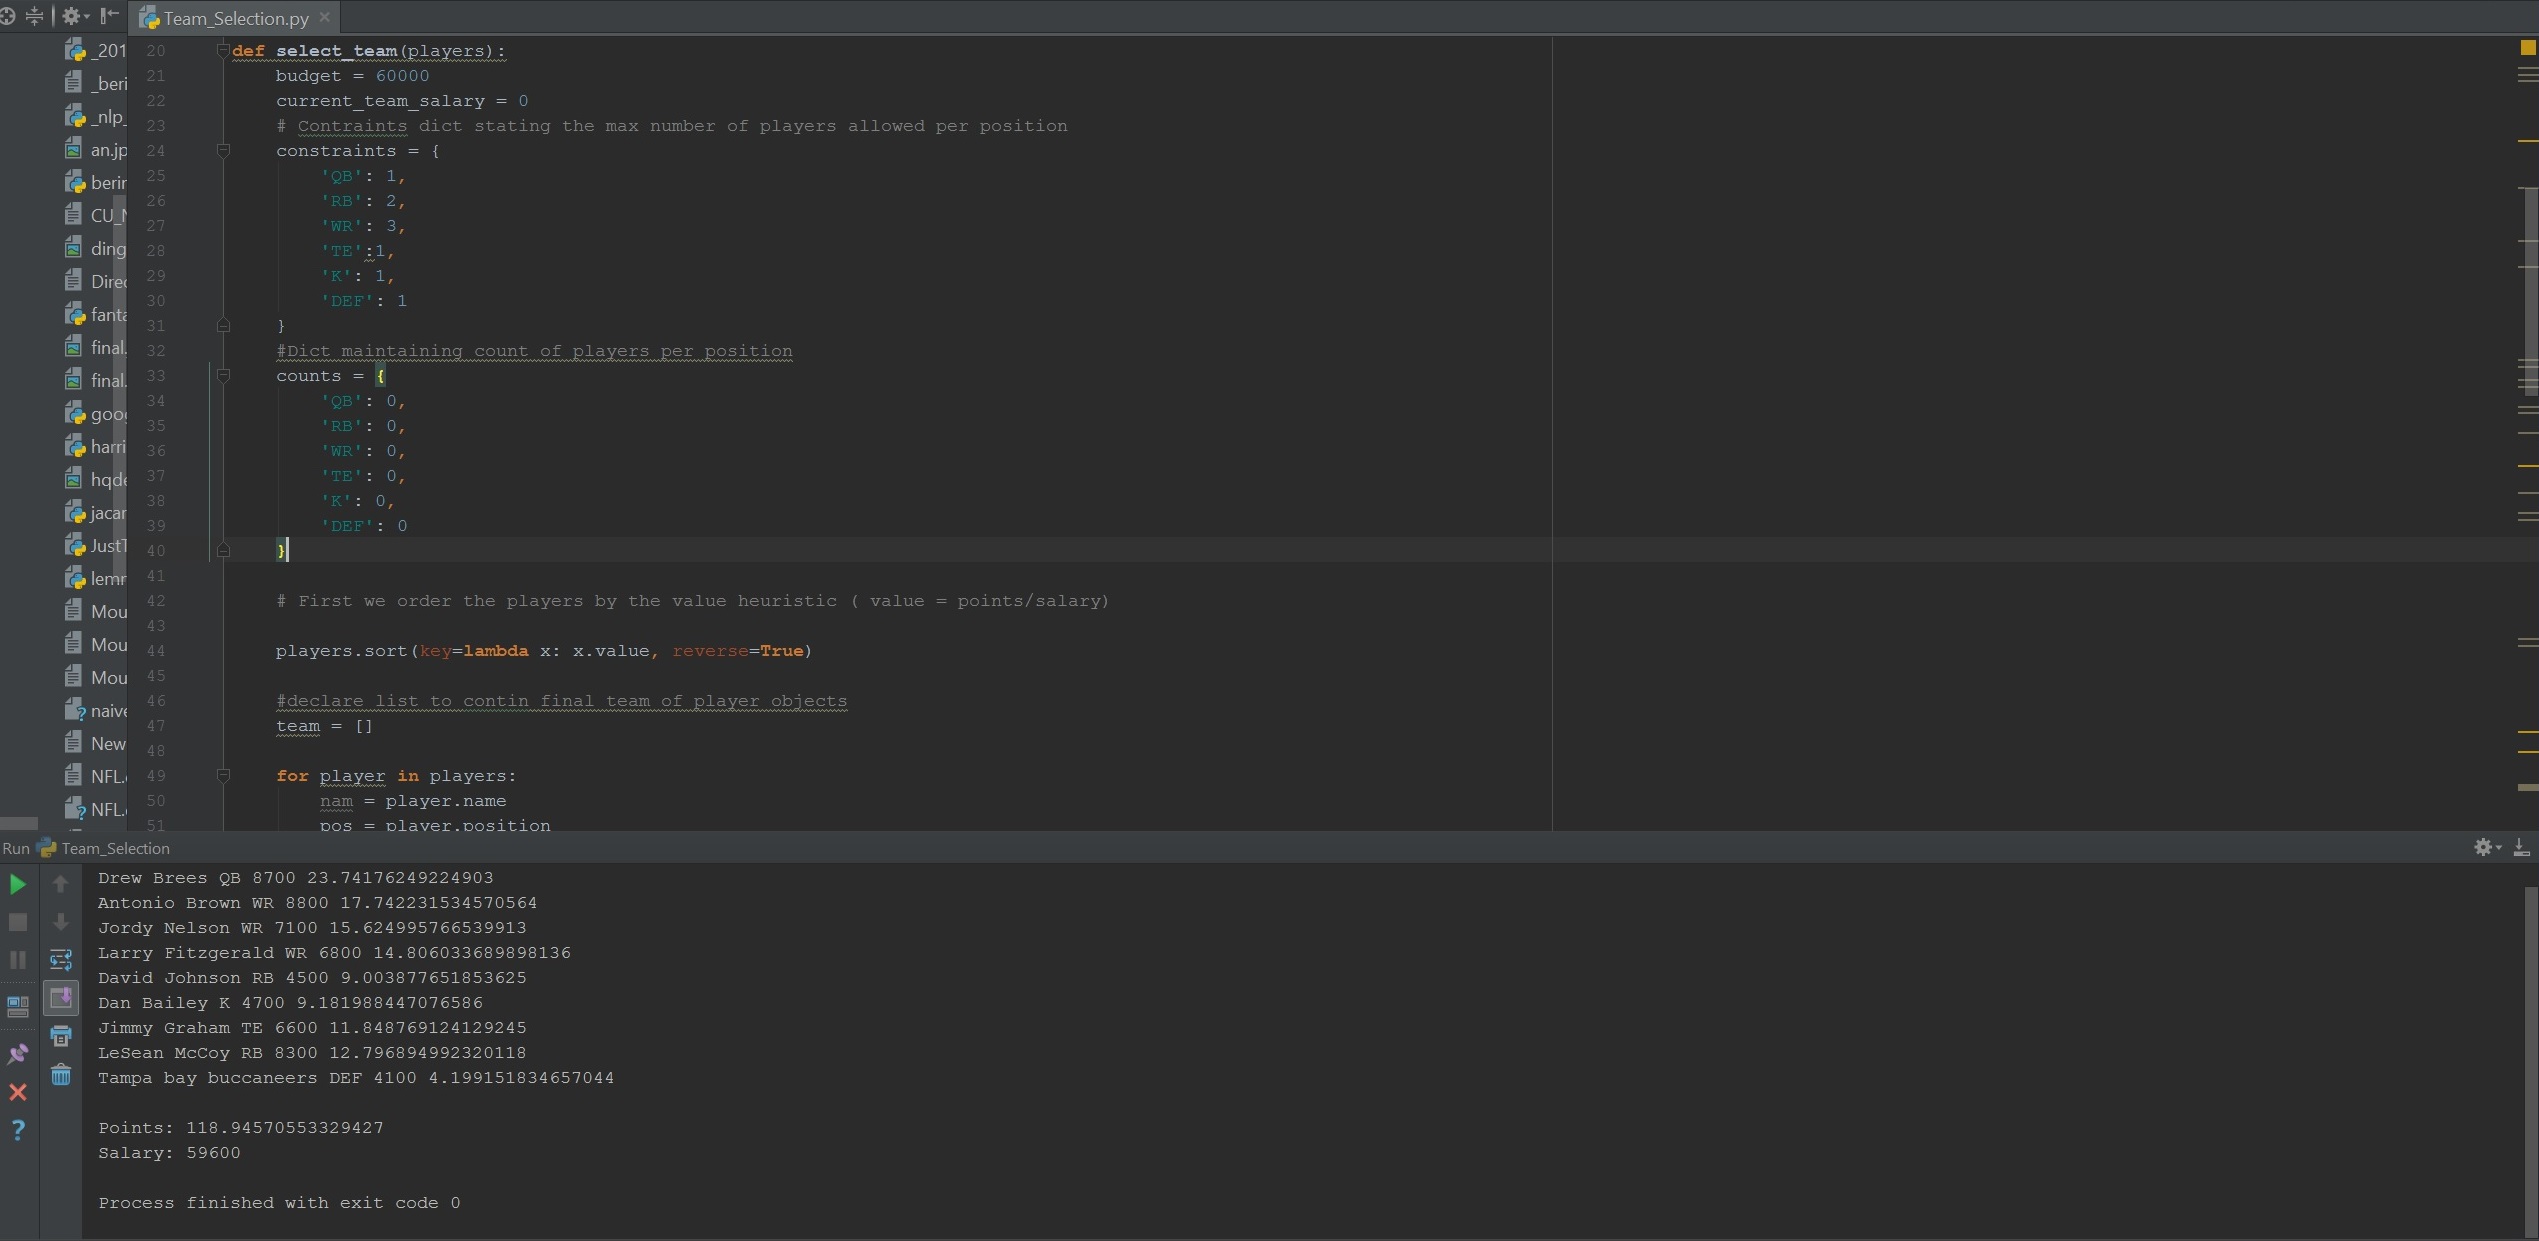 Team_Selection.py
_201
_beri
_nlp_
an.jp
berin
CU_N
ding
Direc
fanta
final.
final.
goog
harri
hqde
jacar
JustT
lemm
Mou
Mou
Mou
naive
New
NFL.
NFL.
20 def select_team(players):
21 budget = 60000
22 current_team_salary = 0
23 # Contraints dict stating the max number of players allowed per position
24 constraints = {
25 'QB': 1,
26 'RB': 2,
27 'WR': 3,
28 'TE':1,
29 'K': 1,
30 'DEF': 1
31 }
32 #Dict maintaining count of players per position
33 counts = {
34 'QB': 0,
35 'RB': 0,
36 'WR': 0,
37 'TE': 0,
38 'K': 0,
39 'DEF': 0
40 }
41
42 # First we order the players by the value heuristic ( value = points/salary)
43
44 players.sort(key=lambda x: x.value, reverse=True)
45
46 #declare list to contin final team of player objects
47 team = []
48
49 for player in players:
50 nam = player.name
51 pos = player.position
Run Team_Selection
Drew Brees QB 8700 23.74176249224903
Antonio Brown WR 8800 17.742231534570564
Jordy Nelson WR 7100 15.624995766539913
Larry Fitzgerald WR 6800 14.806033689898136
David Johnson RB 4500 9.003877651853625
Dan Bailey K 4700 9.181988447076586
Jimmy Graham TE 6600 11.848769124129245
LeSean McCoy RB 8300 12.796894992320118
Tampa bay buccaneers DEF 4100 4.199151834657044
Points: 118.94570553329427
Salary: 59600
Process finished with exit code 0